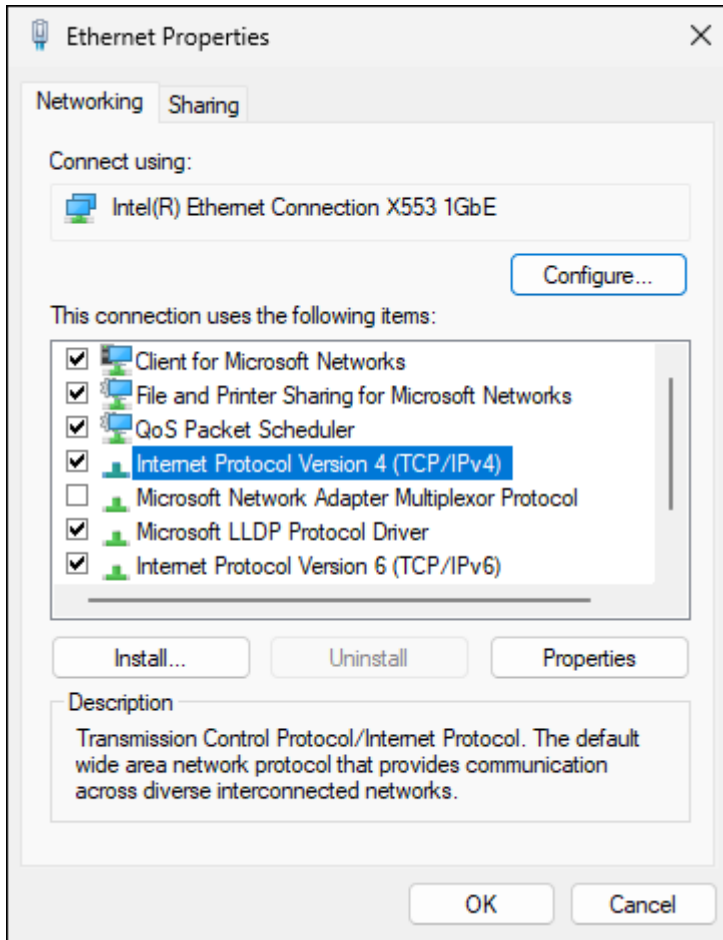 Ethernet Properties
Networking
Sharing
Connect using:
Intel(R) Ethernet Connection X553 1GbE
Configure...
This connection uses the following items:
Client for Microsoft Networks
File and Printer Sharing for Microsoft Networks
QoS Packet Scheduler
Internet Protocol Version 4 (TCP/IPv4)
Microsoft Network Adapter Multiplexor Protocol
Microsoft LLDP Protocol Driver
Internet Protocol Version 6 (TCP/IPv6)
Install...
Uninstall
Properties
Description
Transmission Control Protocol/Internet Protocol. The default
wide area network protocol that provides communication
across diverse interconnected networks.
OK
Cancel